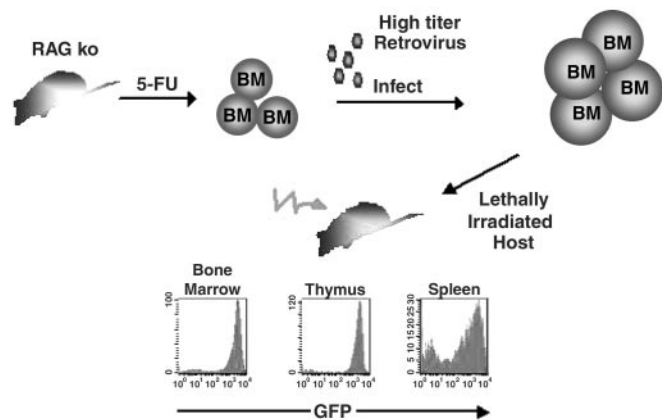 RAG ko
5-FU
BM
BM
BM
High titer
Retrovirus
Infect
BM
BM
BM
BM
Lethally
Irradiated
Host
Bone
Marrow
Thymus
Spleen
100
0
10⁰ 10¹ 10² 10³ 10⁴
120
0
10⁰ 10¹ 10² 10³ 10⁴
0 5 10 15 20 25 30
10⁰ 10¹ 10² 10³ 10⁴
GFP